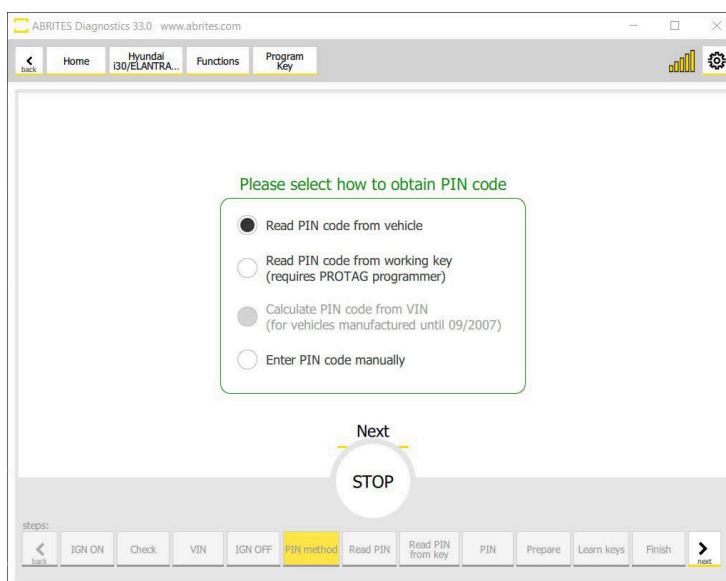 ABRITES Diagnostics 33.0 www.abrites.com
back
Home
Hyundai
i30/ELANTRA...
Functions
Program
Key
Please select how to obtain PIN code
Read PIN code from vehicle
Read PIN code from working key
(requires PROTAG programmer)
Calculate PIN code from VIN
(for vehicles manufactured until 09/2007)
Enter PIN code manually
Next
STOP
steps:
back
IGN ON
Check
VIN
IGN OFF
PIN method
Read PIN
Read PIN
from key
PIN
Prepare
Learn keys
Finish
next